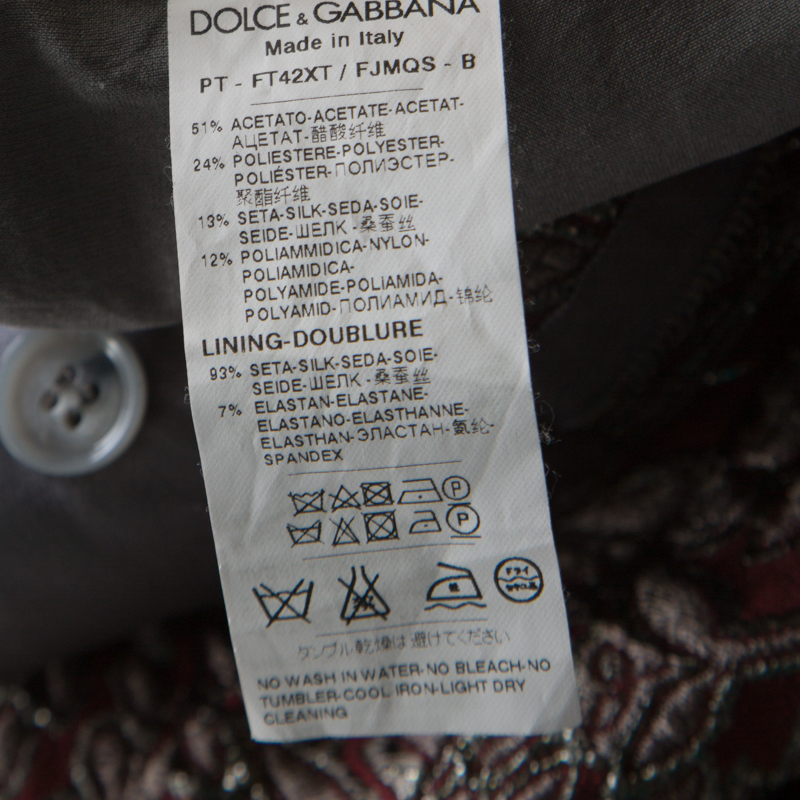 DOLCE & GABBANA
Made in Italy
PT - FT42XT / FJMQS - B
51% ACETATO-ACETATE-ACETAT-
АЦЕТАТ-醋酸纤维
24% POLIESTERE-POLYESTER-
POLIÉSTER-ПОЛИЭСТЕР-
聚酯纤维
13% SETA-SILK-SEDA-SOIE-
SEIDE-ШЕЛК -桑蚕丝
12% POLIAMMIDICA-NYLON-
POLIAMIDICA-
POLYAMIDE-POLIAMIDA-
POLYAMID-ПОЛИАМИД-锦纶
LINING-DOUBLURE
93% SETA-SILK-SEDA-SOIE-
SEIDE-ШЕЛК -桑蚕丝
7% ELASTAN-ELASTANE-
ELASTANO-ELASTHANNE-
ELASTHAN-ЭЛАСТАН-氨纶-
SPANDEX
P
P
低 ドライ
タンブル乾燥は 避けてください
NO WASH IN WATER-NO BLEACH-NO
TUMBLER-COOL IRON-LIGHT DRY
CLEANING